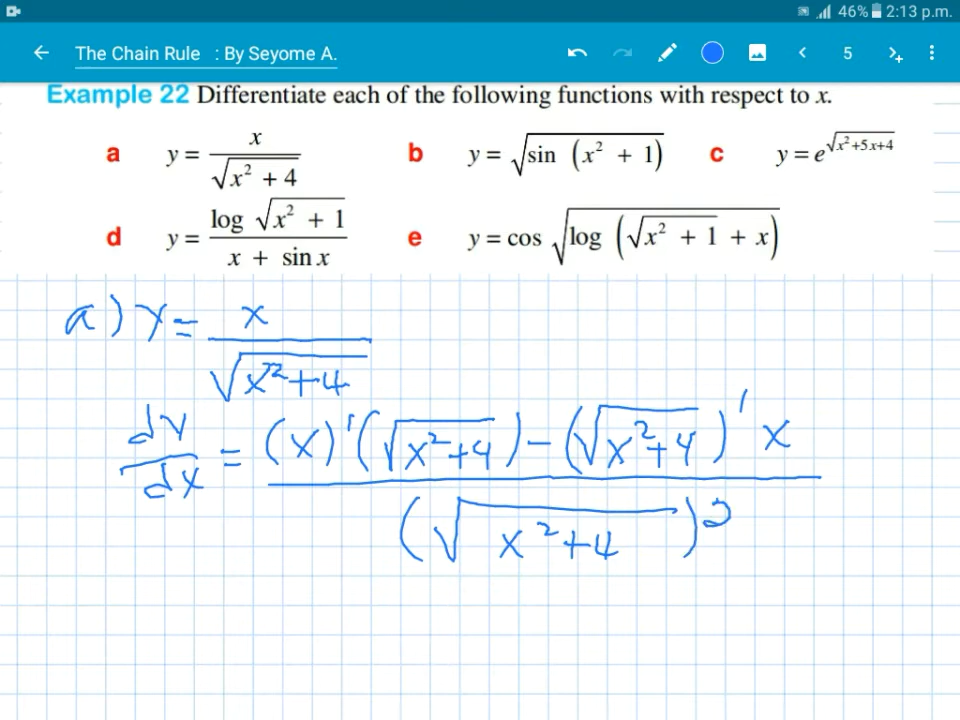 46% 2:13 p.m.
The Chain Rule : By Seyome A.
5
Example 22 Differentiate each of the following functions with respect to x.
a y = x / √(x² + 4) b y = √(sin (x² + 1)) c y = e^√(x²+5x+4)
d y = log √(x² + 1) / (x + sin x) e y = cos √(log (√(x² + 1) + x))
a) y = x / √(x²+4)
dy/dx = ((x)'(√(x²+4)) - (√(x²+4))' x) / (√(x²+4))²